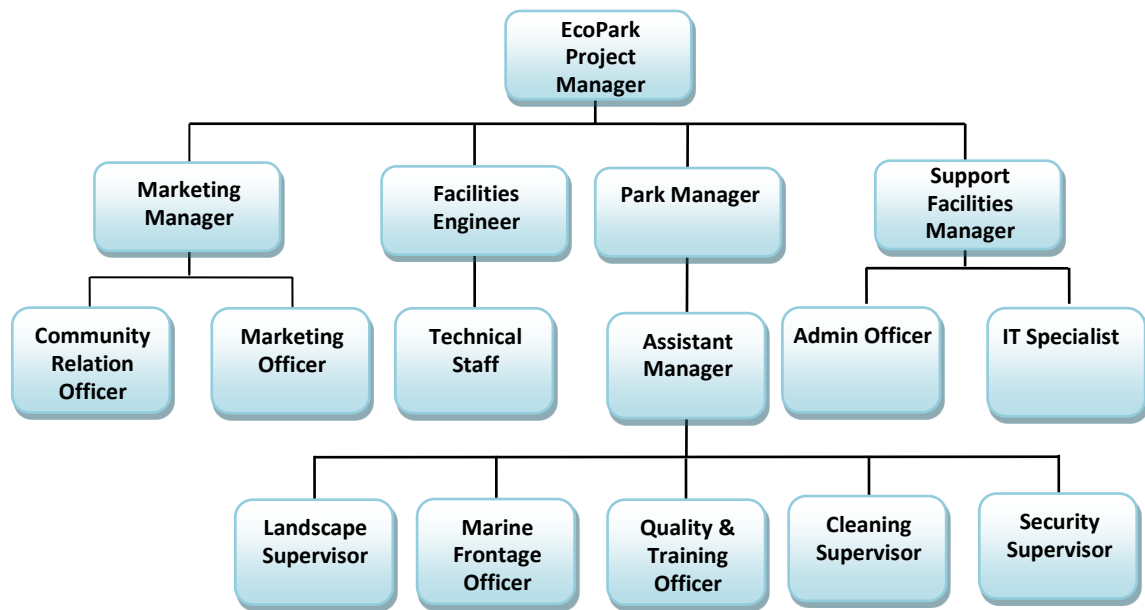 EcoPark
Project
Manager
Marketing
Manager
Facilities
Engineer
Park Manager
Support
Facilities
Manager
Community
Relation
Officer
Marketing
Officer
Technical
Staff
Assistant
Manager
Admin Officer
IT Specialist
Landscape
Supervisor
Marine
Frontage
Officer
Quality &
Training
Officer
Cleaning
Supervisor
Security
Supervisor